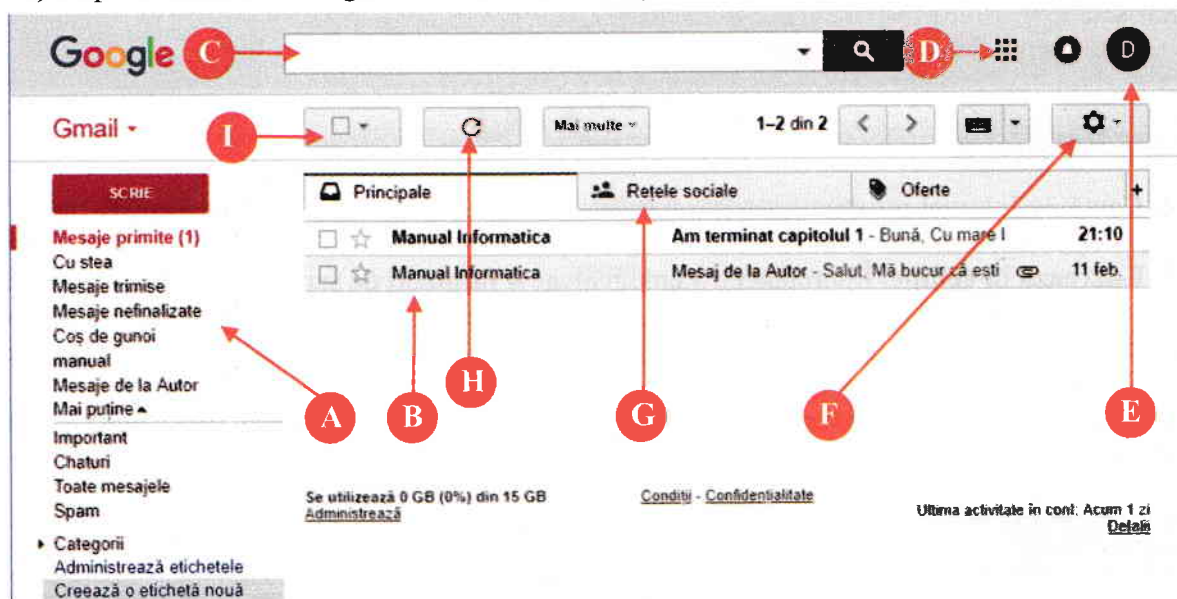 Google C D D
Gmail I Mai multe 1–2 din 2
SCRIE Principale Rețele sociale Oferte +
Mesaje primite (1) Manual Informatica Am terminat capitolul 1 - Bună, Cu mare l 21:10
Cu stea Manual Informatica Mesaj de la Autor - Salut, Mă bucur că ești 11 feb.
Mesaje trimise
Mesaje nefinalizate
Coș de gunoi
manual
Mesaje de la Autor
Mai puține
A B H G F E
Important
Chaturi
Toate mesajele
Spam
Se utilizează 0 GB (0%) din 15 GB
Administrează
Condiții - Confidențialitate
Ultima activitate în cont: Acum 1 zi
Detalii
Categorii
Administrează etichetele
Creează o etichetă nouă